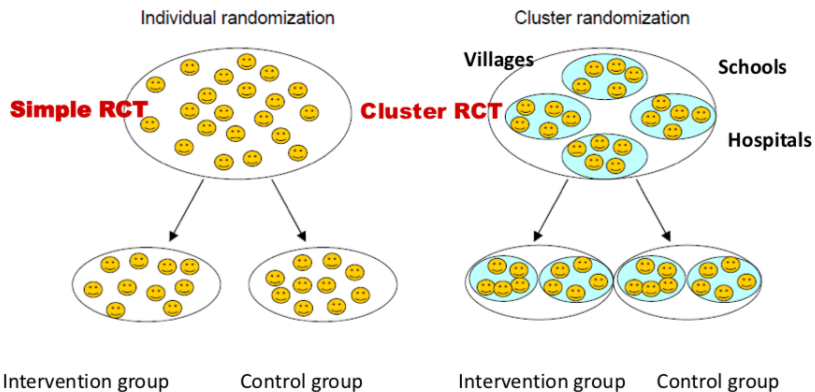 Individual randomization
Cluster randomization
Villages
Schools
Simple RCT
Cluster RCT
Hospitals
Intervention group
Control group
Intervention group
Control group